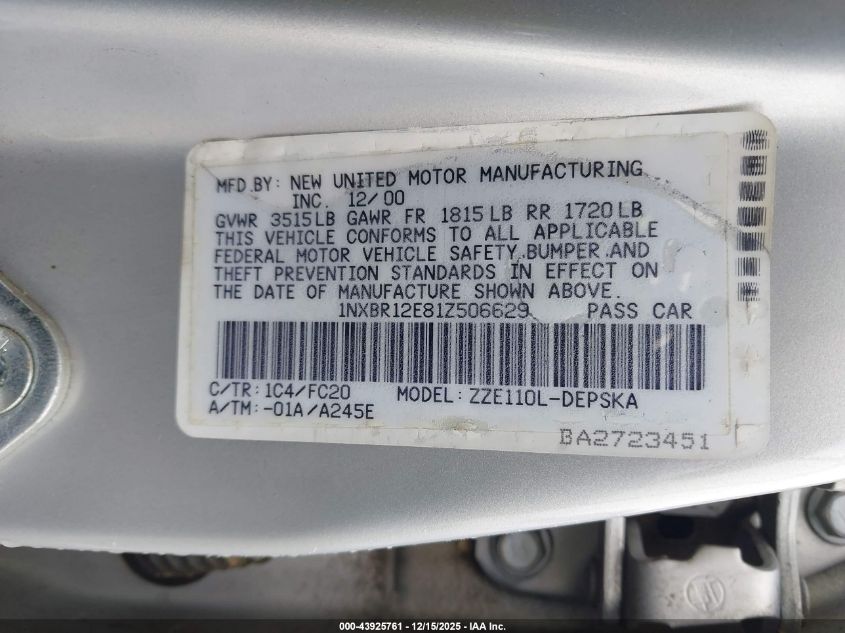 MFD.BY: NEW UNITED MOTOR MANUFACTURING
INC. 12/00
GVWR 3515LB GAWR FR 1815LB RR 1720LB
THIS VEHICLE CONFORMS TO ALL APPLICABLE
FEDERAL MOTOR VEHICLE SAFETY,BUMPER,AND
THEFT PREVENTION STANDARDS IN EFFECT ON
THE DATE OF MANUFACTURE SHOWN ABOVE.
1NXBR12E81Z506629 PASS CAR
C/TR: 1C4/FC20 MODEL: ZZE110L-DEPSKA
A/TM: -01A/A245E
BA2723451
000-43925761 - 12/15/2025 - IAA Inc.